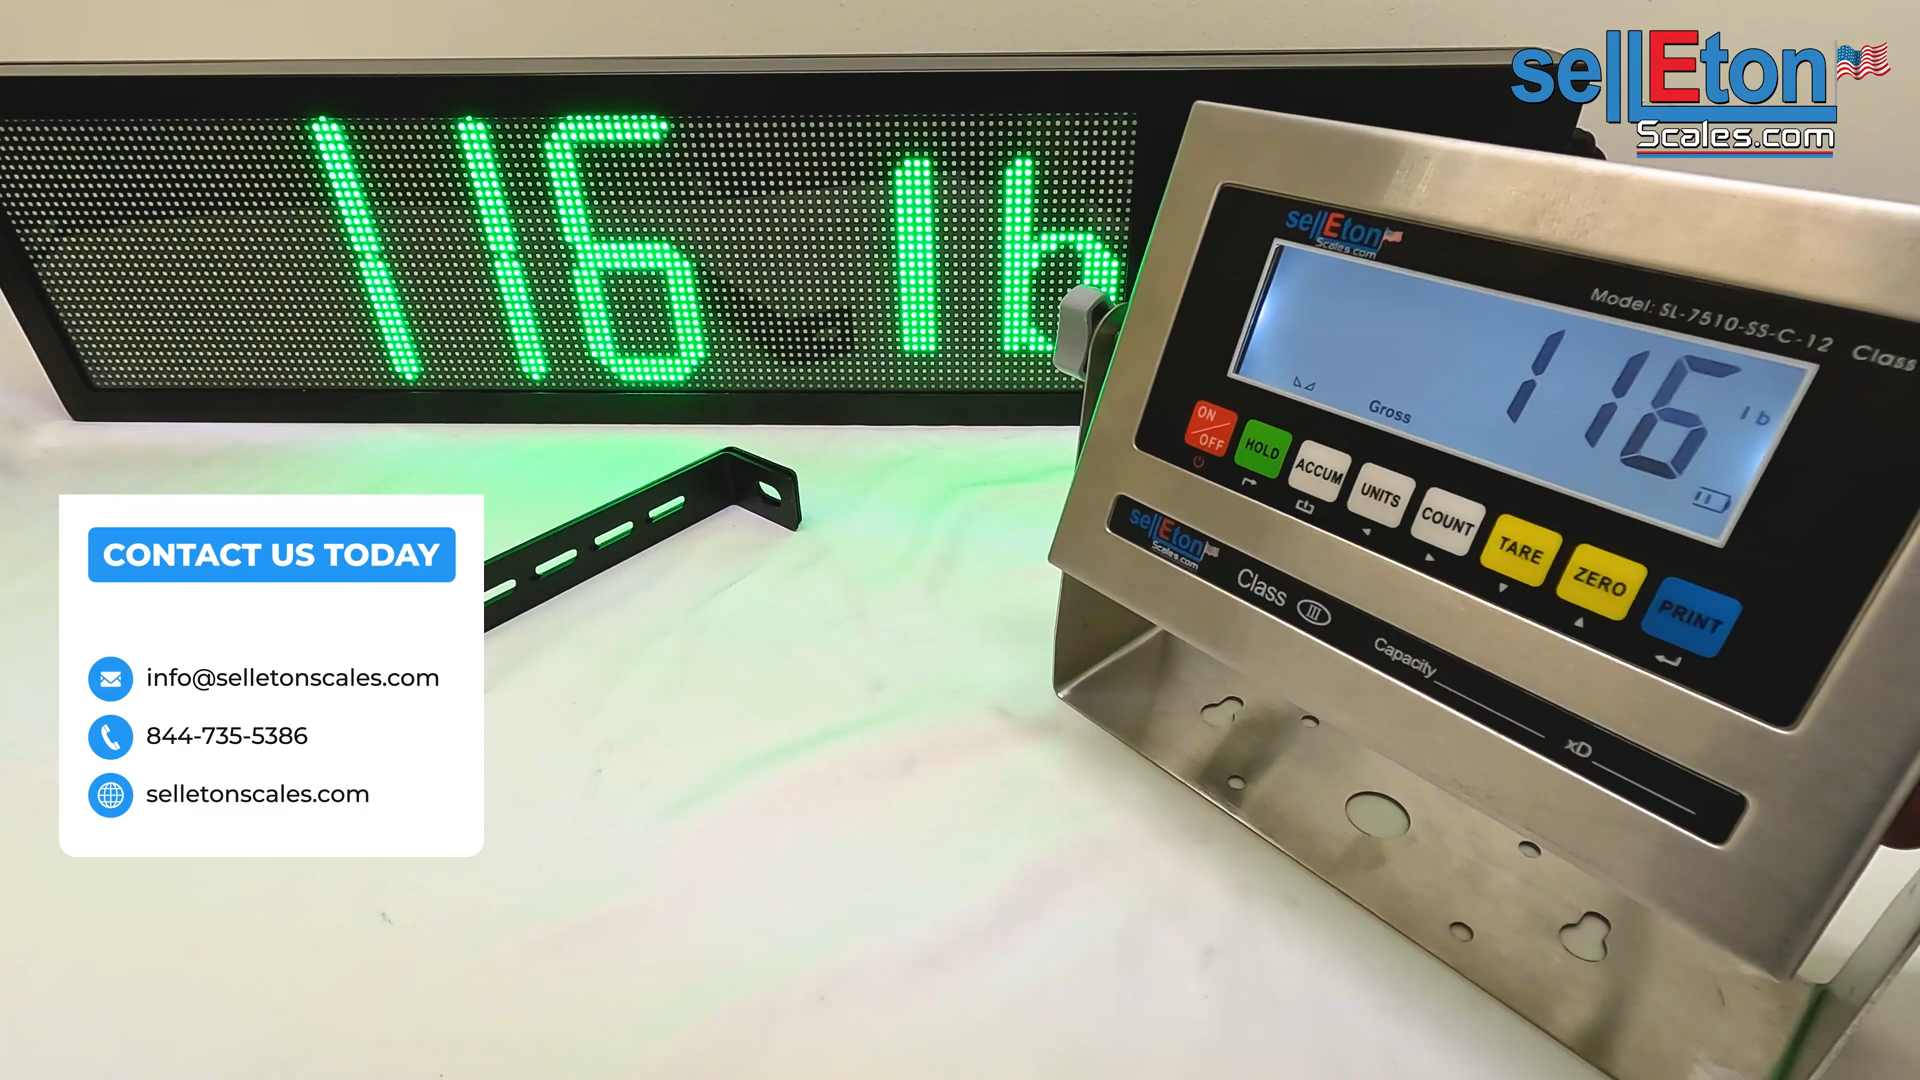 sellEton
Scales.com
116 lb
sellEton
Scales.com
Model: SL-7510-SS-C-12 Class
116 lb
Gross
ON
OFF
HOLD
ACCUM
UNITS
COUNT
TARE
ZERO
PRINT
sellEton
Scales.com
Class III
Capacity
xD
CONTACT US TODAY
info@selletonscales.com
844-735-5386
selletonscales.com